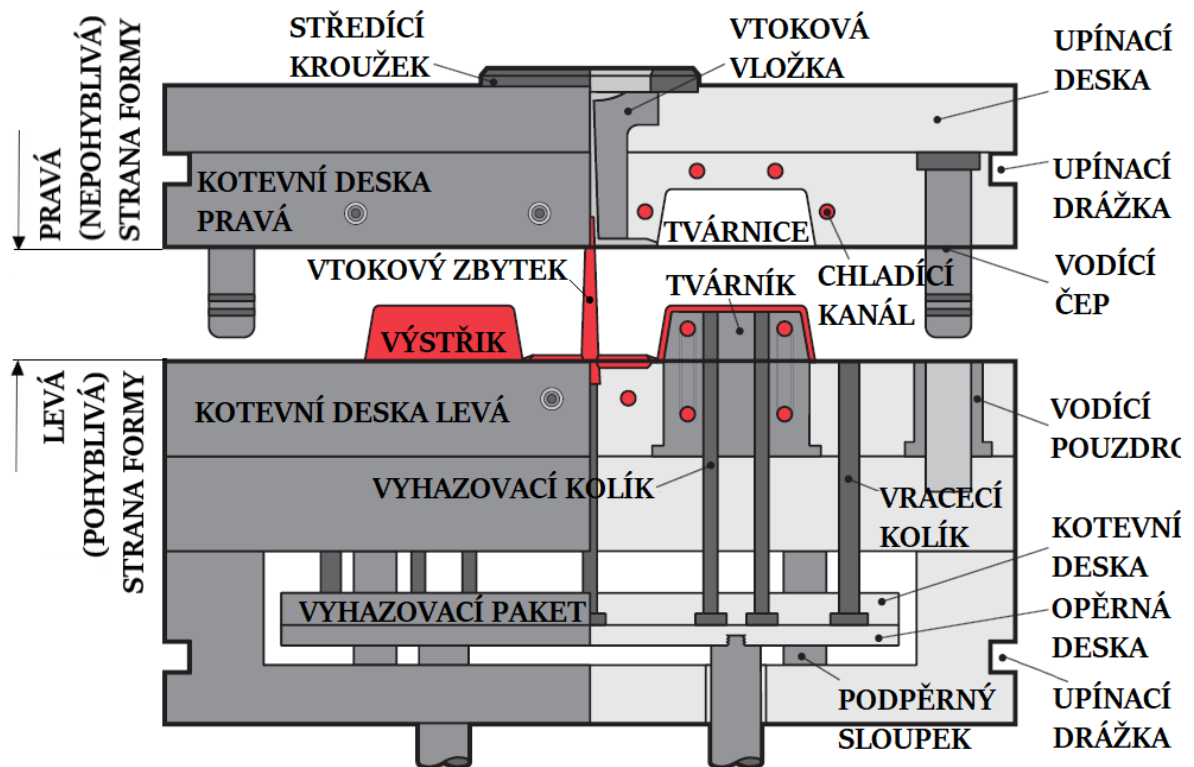 STŘEDÍCÍ
KROUŽEK
VTOKOVÁ
VLOŽKA
UPÍNACÍ
DESKA
PRAVÁ
(NEPOHYBLIVÁ)
STRANA FORMY
KOTEVNÍ DESKA
PRAVÁ
UPÍNACÍ
DRÁŽKA
TVÁRNICE
VTOKOVÝ ZBYTEK
TVÁRNÍK
CHLADÍCÍ
KANÁL
VODÍCÍ
ČEP
VÝSTŘIK
LEVÁ
(POHYBLIVÁ)
STRANA FORMY
KOTEVNÍ DESKA LEVÁ
VODÍCÍ
POUZDRO
VYHAZOVACÍ KOLÍK
VRACECÍ
KOLÍK
KOTEVNÍ
DESKA
VYHAZOVACÍ PAKET
OPĚRNÁ
DESKA
PODPĚRNÝ
SLOUPEK
UPÍNACÍ
DRÁŽKA